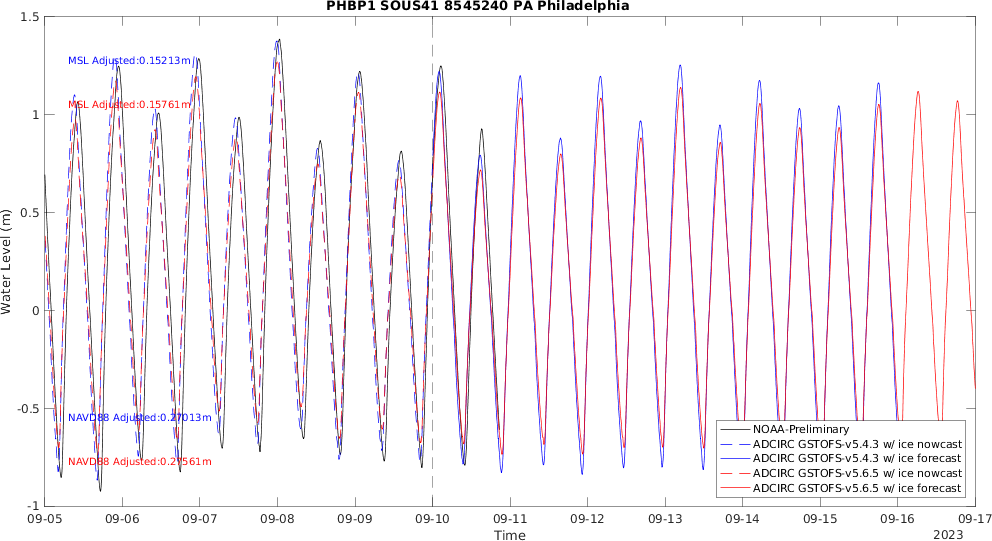 PHBP1 SOUS41 8545240 PA Philadelphia
1.5
1
0.5
0
-0.5
-1
Water Level (m)
MSL Adjusted:0.15213m
MSL Adjusted:0.15761m
NAVD88 Adjusted:0.27013m
NAVD88 Adjusted:0.27561m
NOAA-Preliminary
ADCIRC GSTOFS-v5.4.3 w/ ice nowcast
ADCIRC GSTOFS-v5.4.3 w/ ice forecast
ADCIRC GSTOFS-v5.6.5 w/ ice nowcast
ADCIRC GSTOFS-v5.6.5 w/ ice forecast
09-05 09-06 09-07 09-08 09-09 09-10 09-11 09-12 09-13 09-14 09-15 09-16 09-17
Time
2023